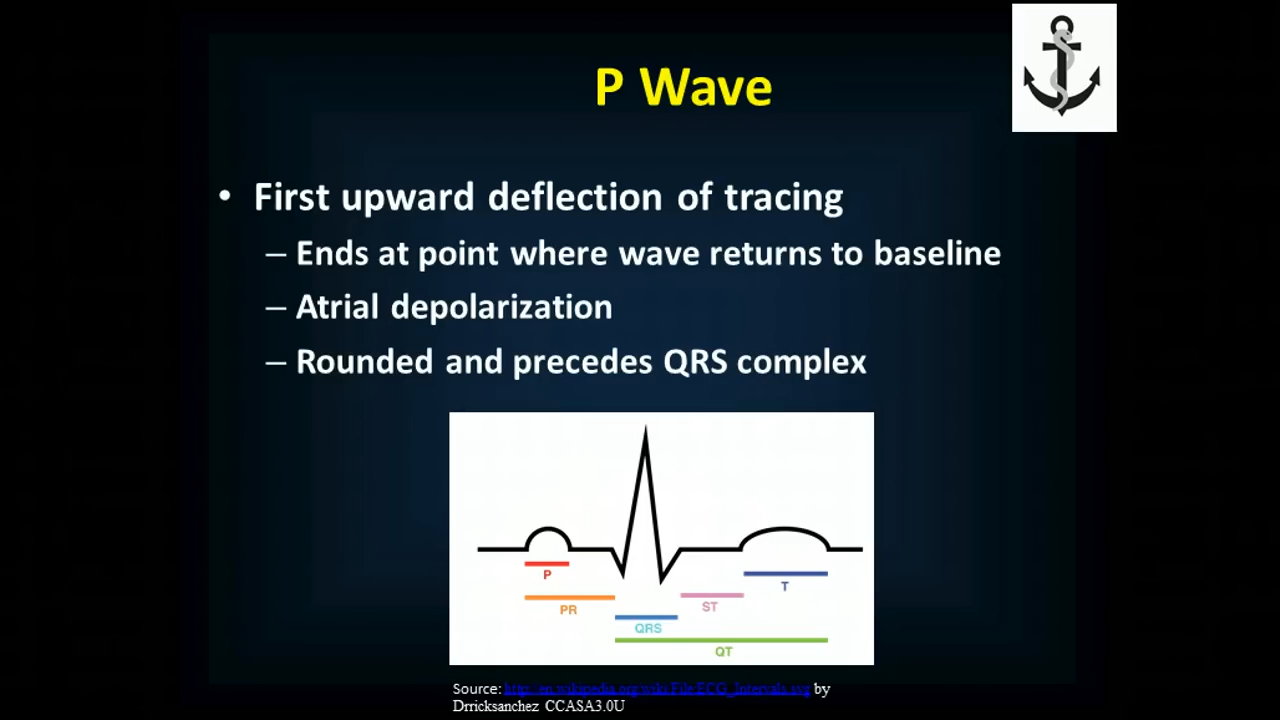 P Wave
• First upward deflection of tracing
– Ends at point where wave returns to baseline
– Atrial depolarization
– Rounded and precedes QRS complex
P
T
PR
ST
QRS
QT
Source: http://en.wikipedia.org/wiki/File:ECG_Intervals.svg by
Drricksanchez CCASA3.0U